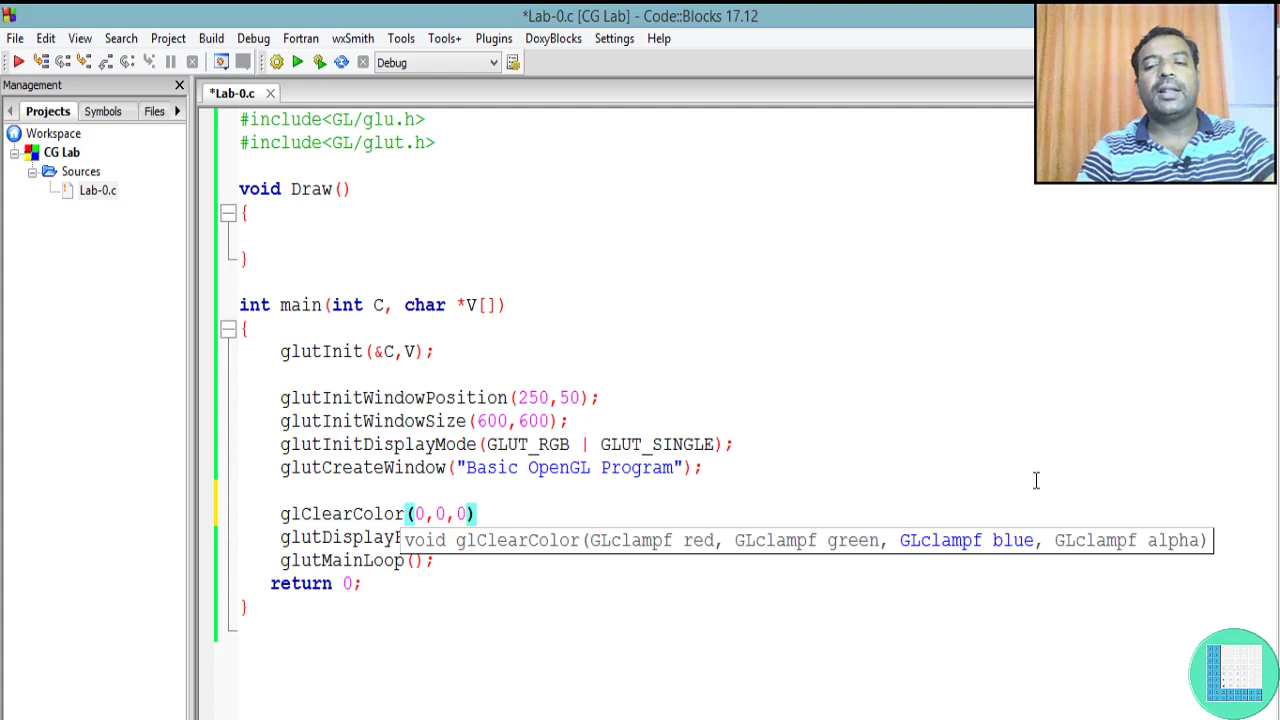 *Lab-0.c [CG Lab] - Code::Blocks 17.12
File Edit View Search Project Build Debug Fortran wxSmith Tools Tools+ Plugins DoxyBlocks Settings Help
Debug
Management
*Lab-0.c
Projects Symbols Files
Workspace
CG Lab
Sources
Lab-0.c
#include<GL/glu.h>
#include<GL/glut.h>
void Draw()
{
}
int main(int C, char *V[])
{
glutInit(&C,V);
glutInitWindowPosition(250,50);
glutInitWindowSize(600,600);
glutInitDisplayMode(GLUT_RGB | GLUT_SINGLE);
glutCreateWindow("Basic OpenGL Program");
glClearColor(0,0,0)
glutDisplay
void glClearColor(GLclampf red, GLclampf green, GLclampf blue, GLclampf alpha)
glutMainLoop();
return 0;
}